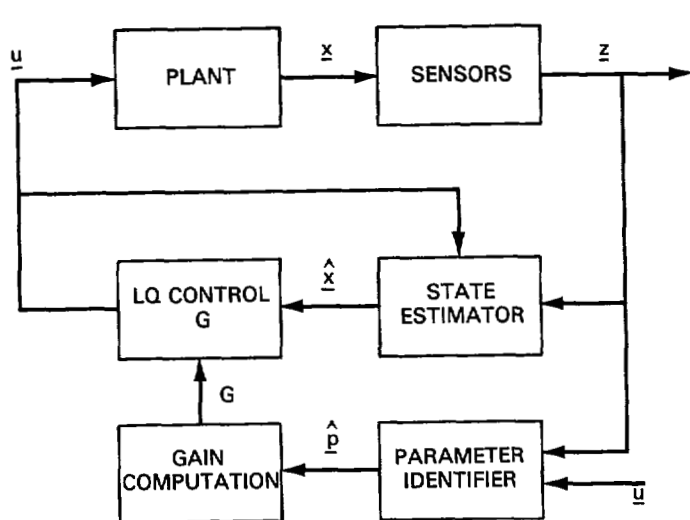 u
PLANT
x
SENSORS
z
LQ CONTROL
G
x̂
STATE
ESTIMATOR
G
GAIN
COMPUTATION
p̂
PARAMETER
IDENTIFIER
u